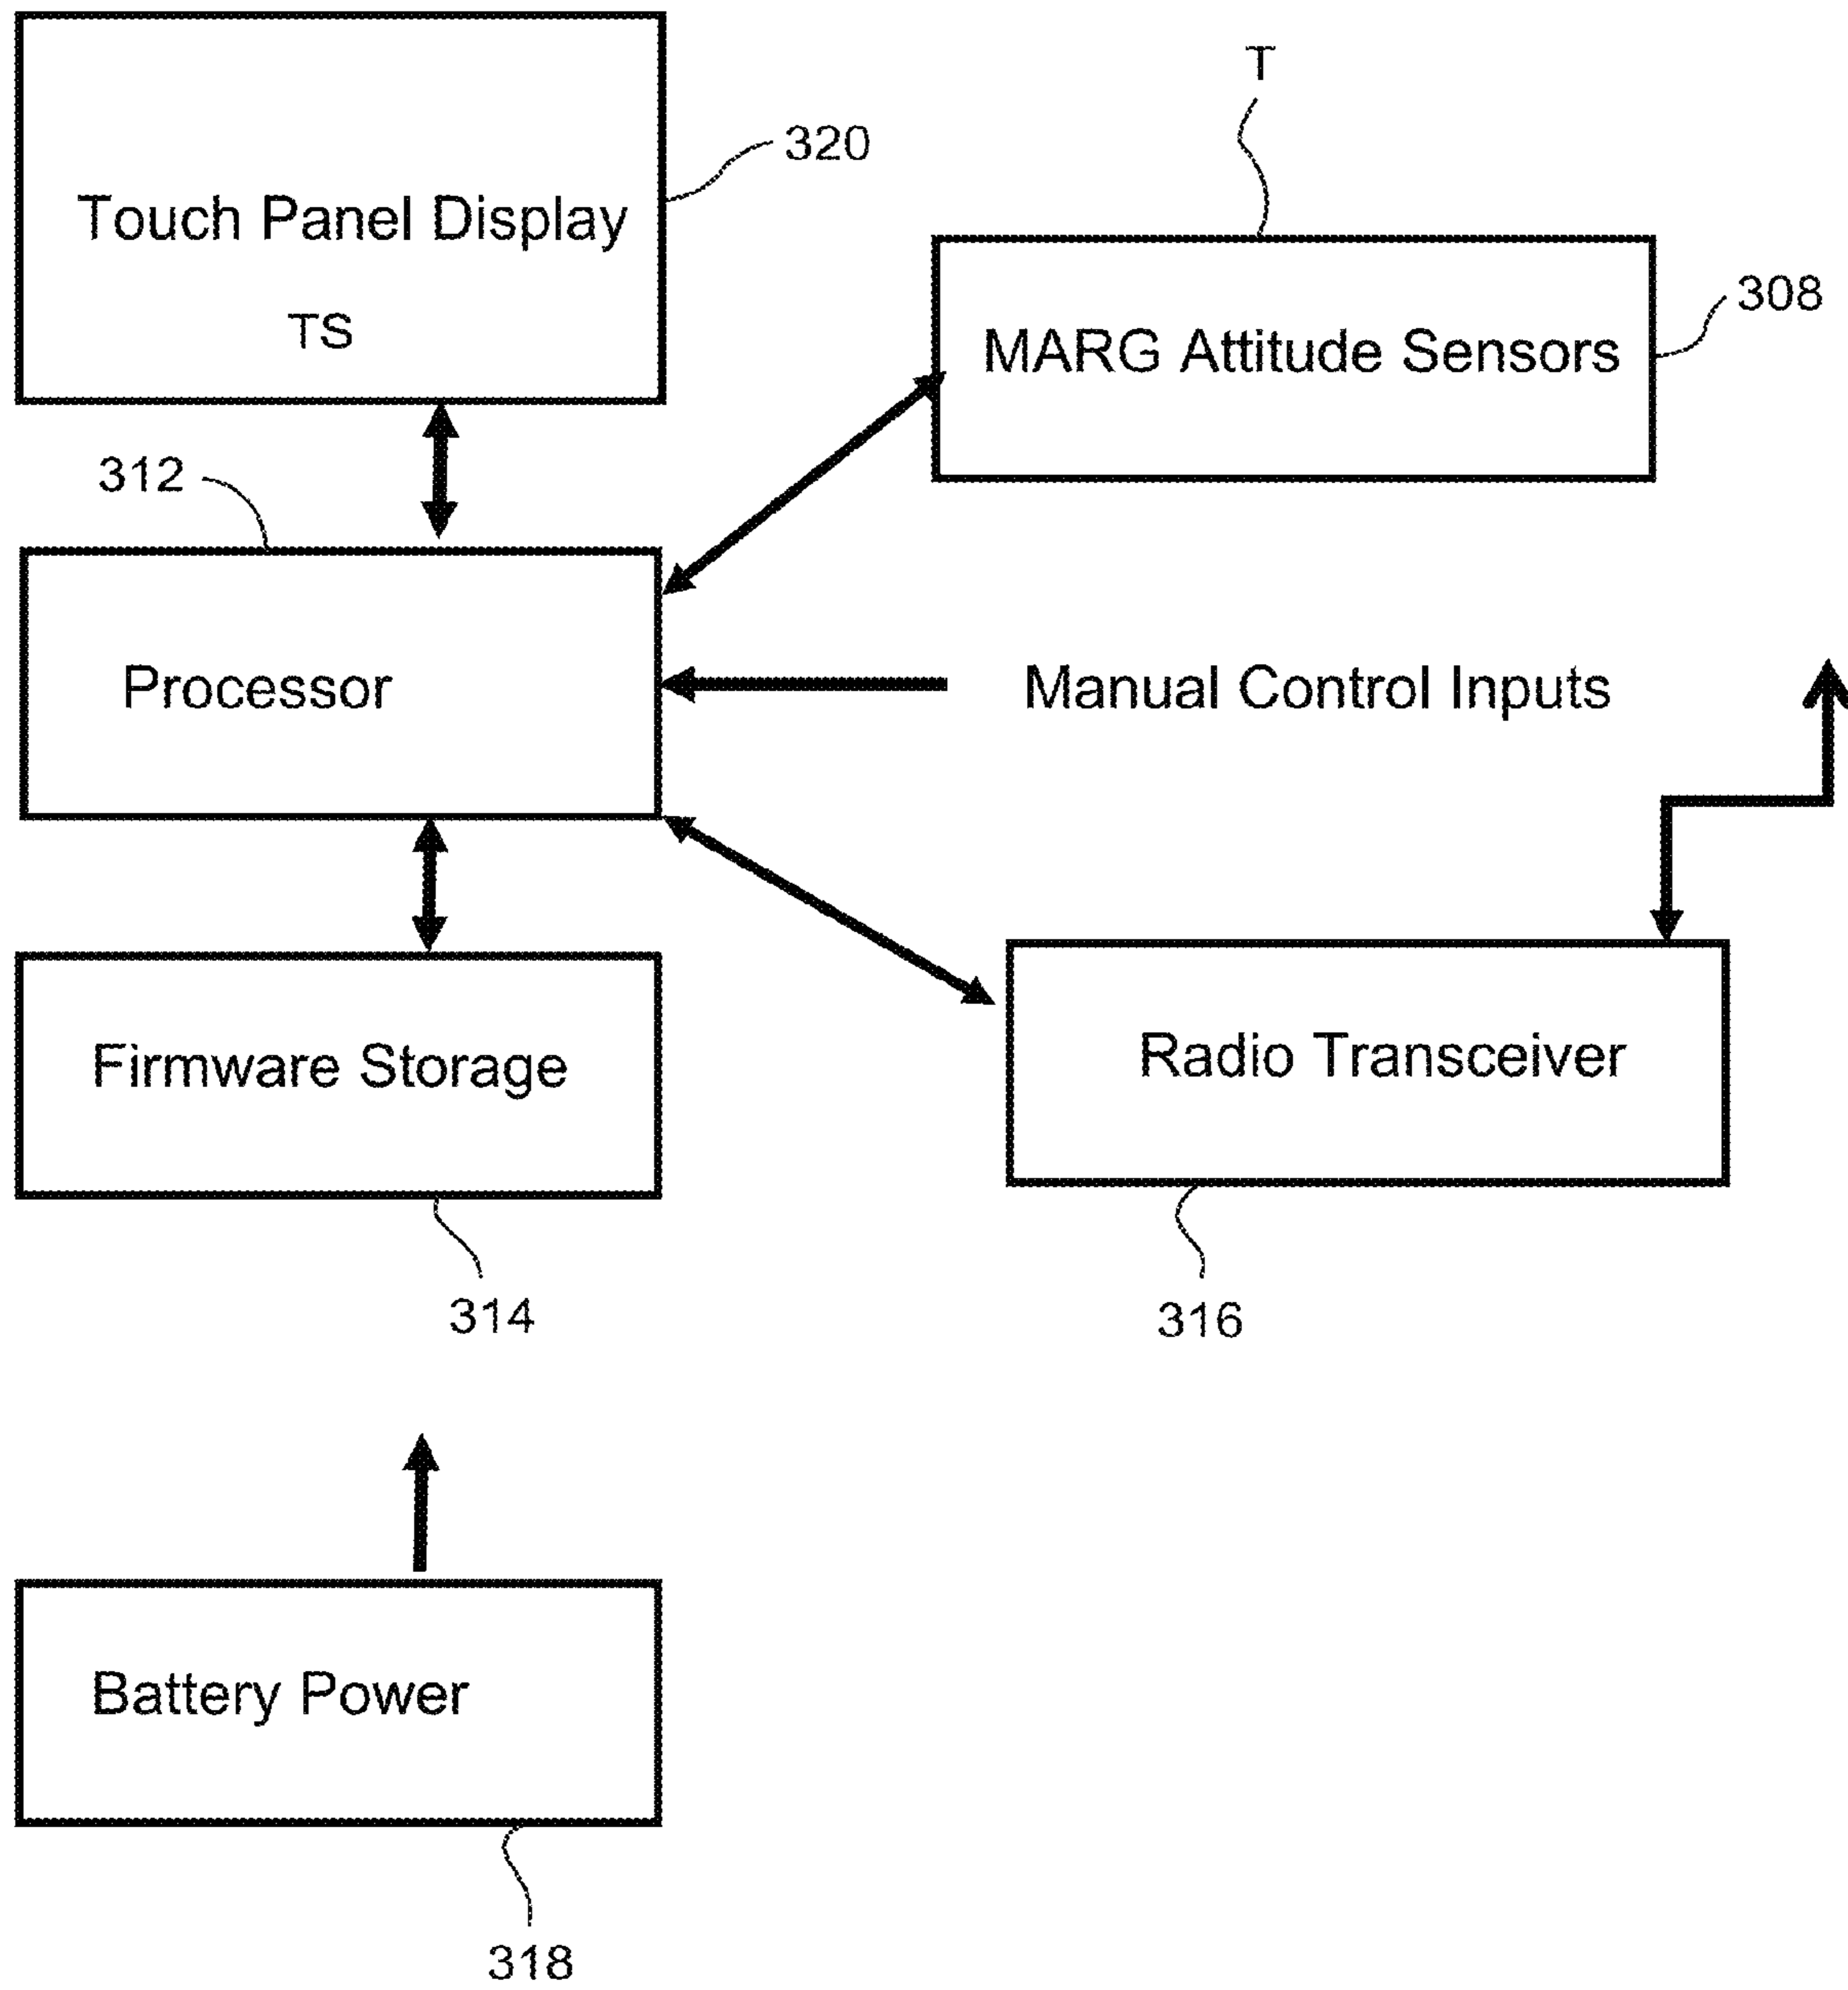 T
320
Touch Panel Display
TS
308
MARG Attitude Sensors
312
Processor
Manual Control Inputs
Firmware Storage
Radio Transceiver
314
316
Battery Power
318